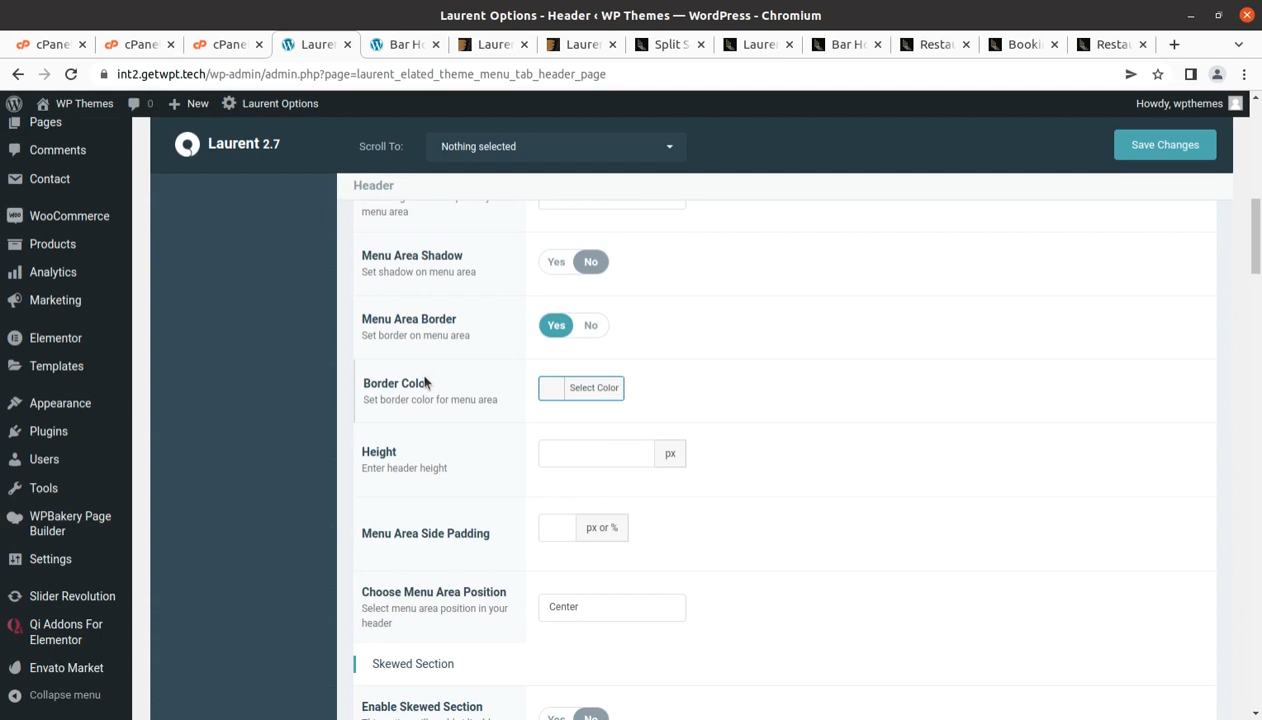 Laurent Options - Header ‹ WP Themes — WordPress - Chromium
cPane
cPane
cPane
Laure
Bar H
Laure
Laure
Split S
Laure
Bar H
Resta
Booki
Resta
int2.getwpt.tech/wp-admin/admin.php?page=laurent_elated_theme_menu_tab_header_page
WP Themes
0
New
Laurent Options
Howdy, wpthemes
Pages
Comments
Contact
WooCommerce
Products
Analytics
Marketing
Elementor
Templates
Appearance
Plugins
Users
Tools
WPBakery Page
Builder
Settings
Slider Revolution
Qi Addons For
Elementor
Envato Market
Collapse menu
Laurent 2.7
Scroll To:
Nothing selected
Save Changes
Header
menu area
Menu Area Shadow
Set shadow on menu area
Yes No
Menu Area Border
Set border on menu area
Yes No
Border Color
Set border color for menu area
Select Color
Height
Enter header height
px
Menu Area Side Padding
px or %
Choose Menu Area Position
Select menu area position in your
header
Center
Skewed Section
Enable Skewed Section
Yes No